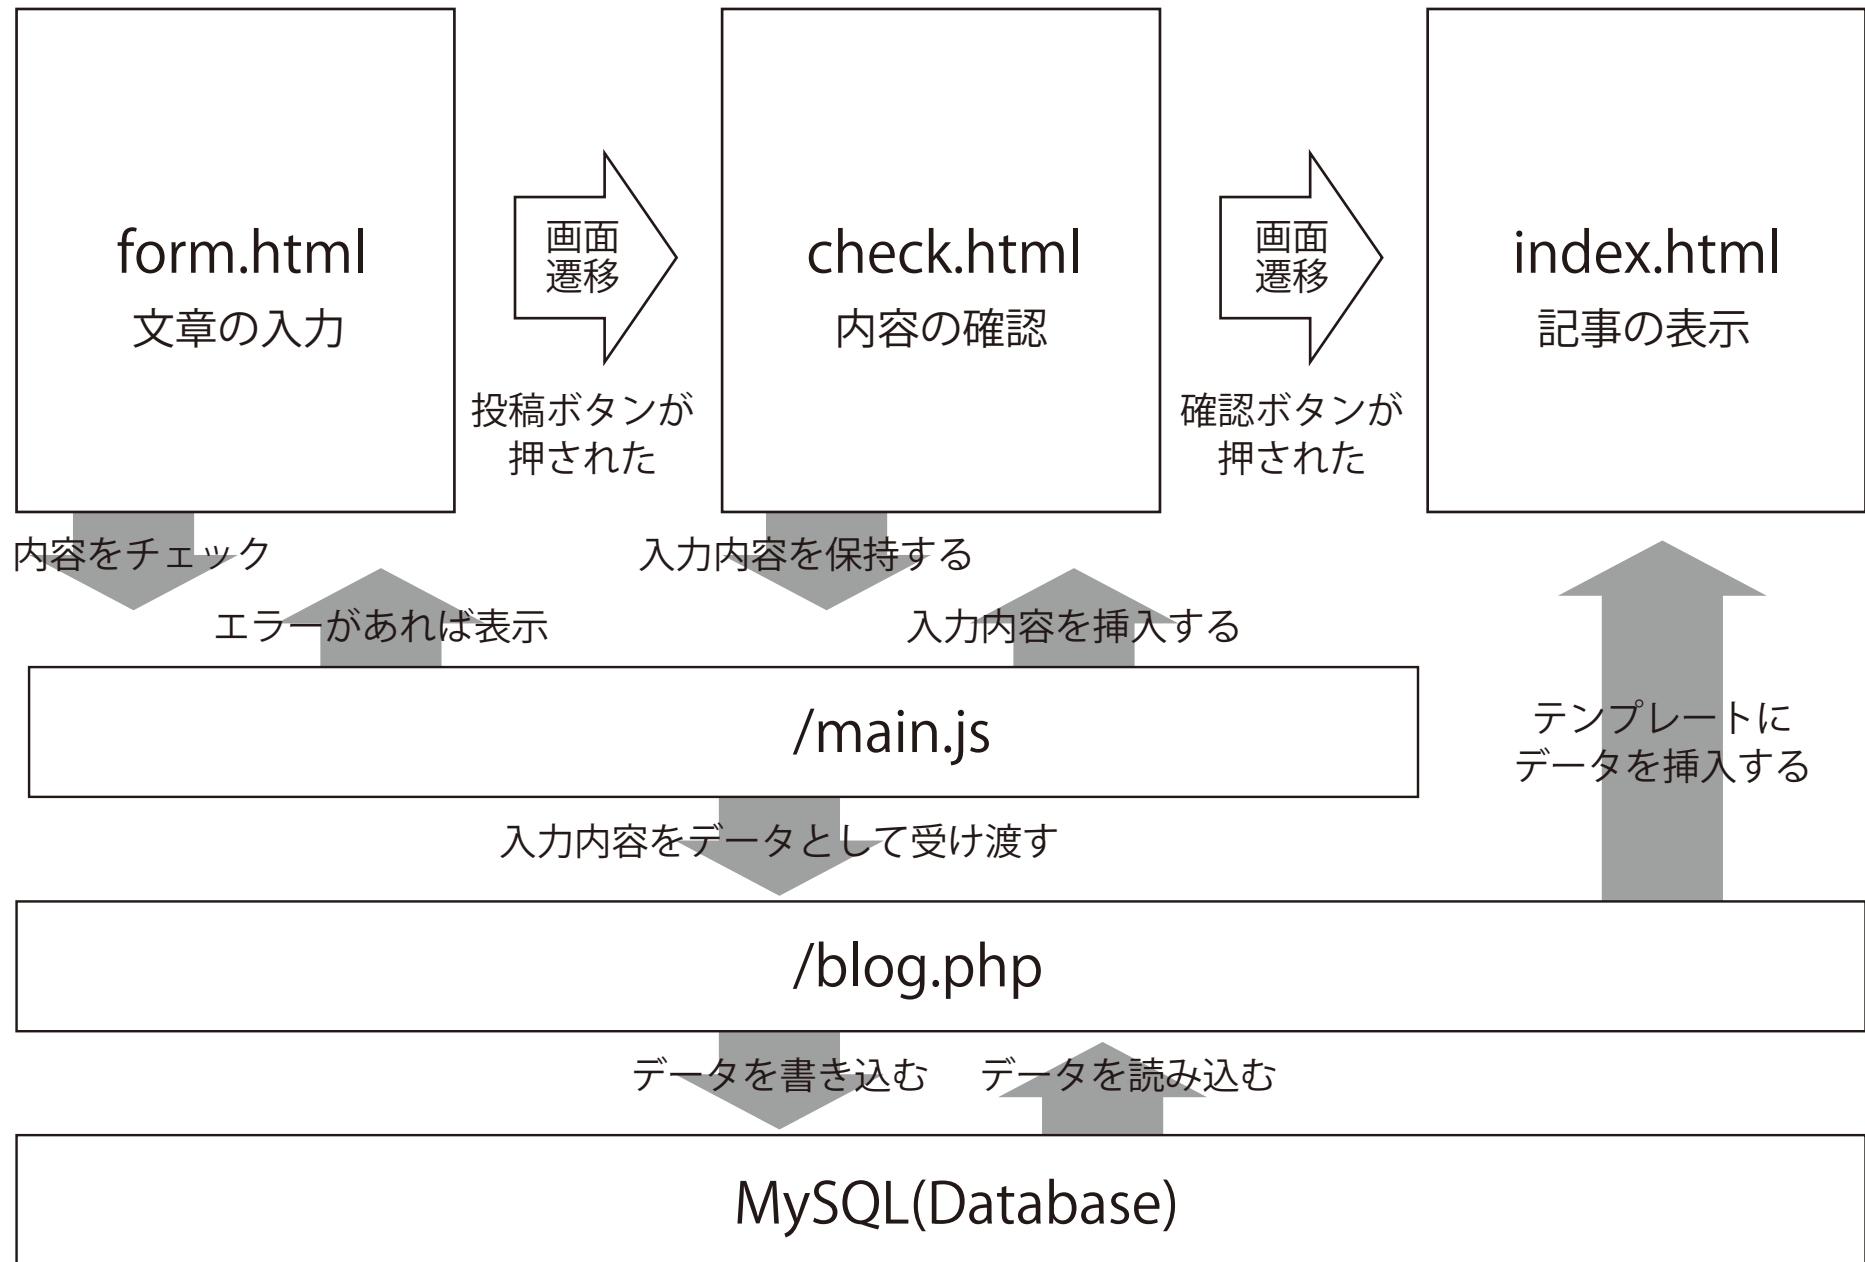 form.html
文章の入力
画面
遷移
投稿ボタンが
押された
check.html
内容の確認
画面
遷移
確認ボタンが
押された
index.html
記事の表示
内容をチェック
エラーがあれば表示
入力内容を保持する
入力内容を挿入する
/main.js
テンプレートに
データを挿入する
入力内容をデータとして受け渡す
/blog.php
データを書き込む
データを読み込む
MySQL(Database)